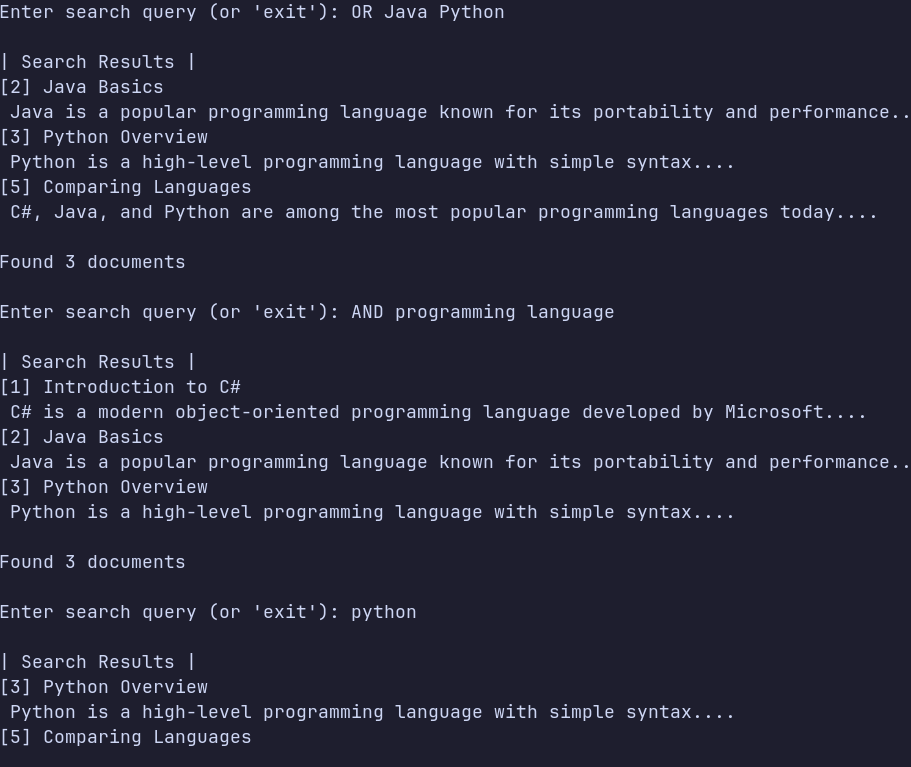 Enter search query (or 'exit'): OR Java Python
| Search Results |
[2] Java Basics
Java is a popular programming language known for its portability and performance..
[3] Python Overview
Python is a high-level programming language with simple syntax....
[5] Comparing Languages
C#, Java, and Python are among the most popular programming languages today....
Found 3 documents
Enter search query (or 'exit'): AND programming language
| Search Results |
[1] Introduction to C#
C# is a modern object-oriented programming language developed by Microsoft....
[2] Java Basics
Java is a popular programming language known for its portability and performance..
[3] Python Overview
Python is a high-level programming language with simple syntax....
Found 3 documents
Enter search query (or 'exit'): python
| Search Results |
[3] Python Overview
Python is a high-level programming language with simple syntax....
[5] Comparing Languages